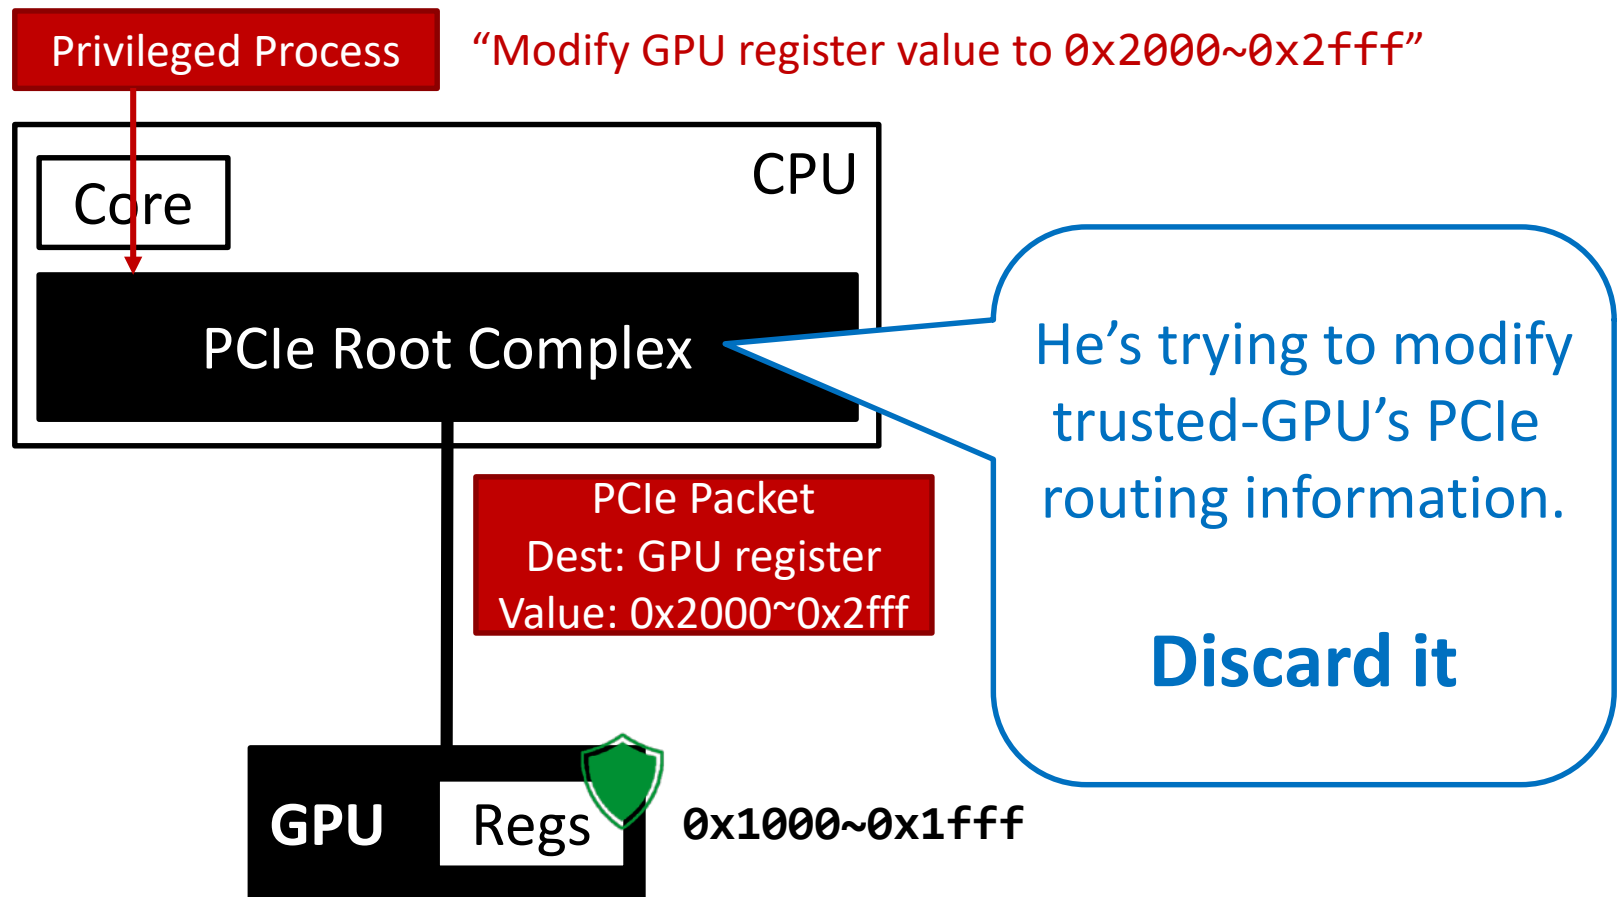 Privileged Process
“Modify GPU register value to 0x2000~0x2fff”
CPU
Core
PCIe Root Complex
He’s trying to modify
trusted-GPU’s PCIe
routing information.
Discard it
PCIe Packet
Dest: GPU register
Value: 0x2000~0x2fff
GPU
Regs
0x1000~0x1fff